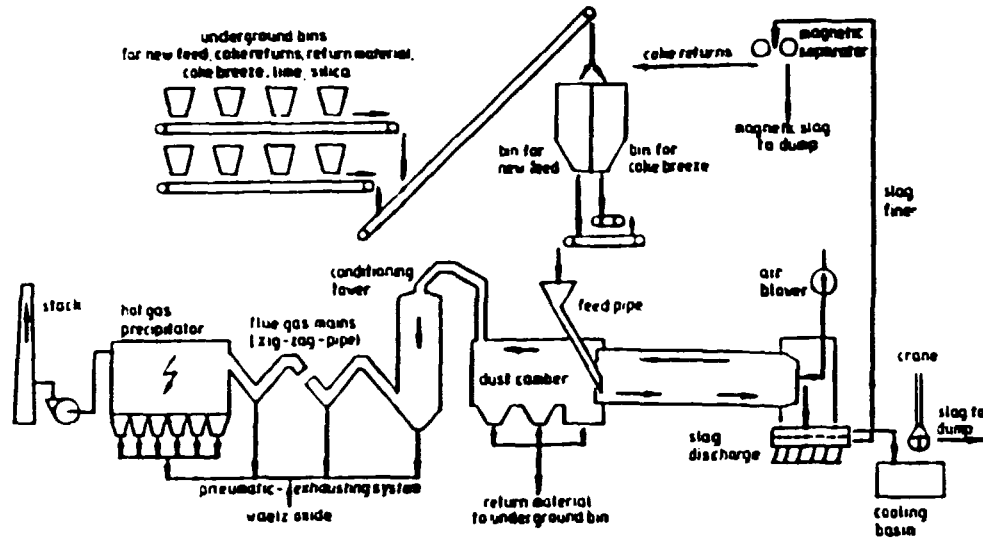 underground bins
for new feed, coke returns, return material,
coke breeze, lime, silica
magnetic
separator
coke returns
magnetic slag
to dump
bin for
new feed
bin for
coke breeze
slag
finer
conditioning
tower
air
blower
stack
hot gas
precipitator
flue gas mains
(zig-zag-pipe)
feed pipe
crane
dust camber
slag to
dump
slag
discharge
pneumatic - exhausting system
waelz oxide
return material
to underground bin
cooling
basin